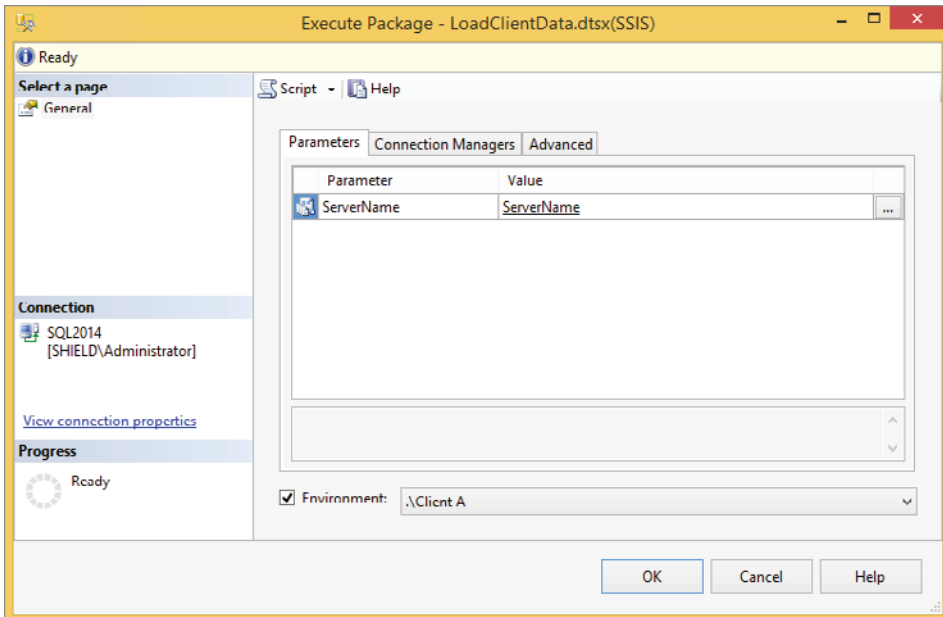 Execute Package - LoadClientData.dtsx(SSIS)
Ready
Select a page
General
Script
Help
Parameters
Connection Managers
Advanced
Parameter Value
ServerName ServerName ...
Connection
SQL2014
[SHIELD\Administrator]
View connection properties
Progress
Ready
Environment: .\Client A
OK Cancel Help